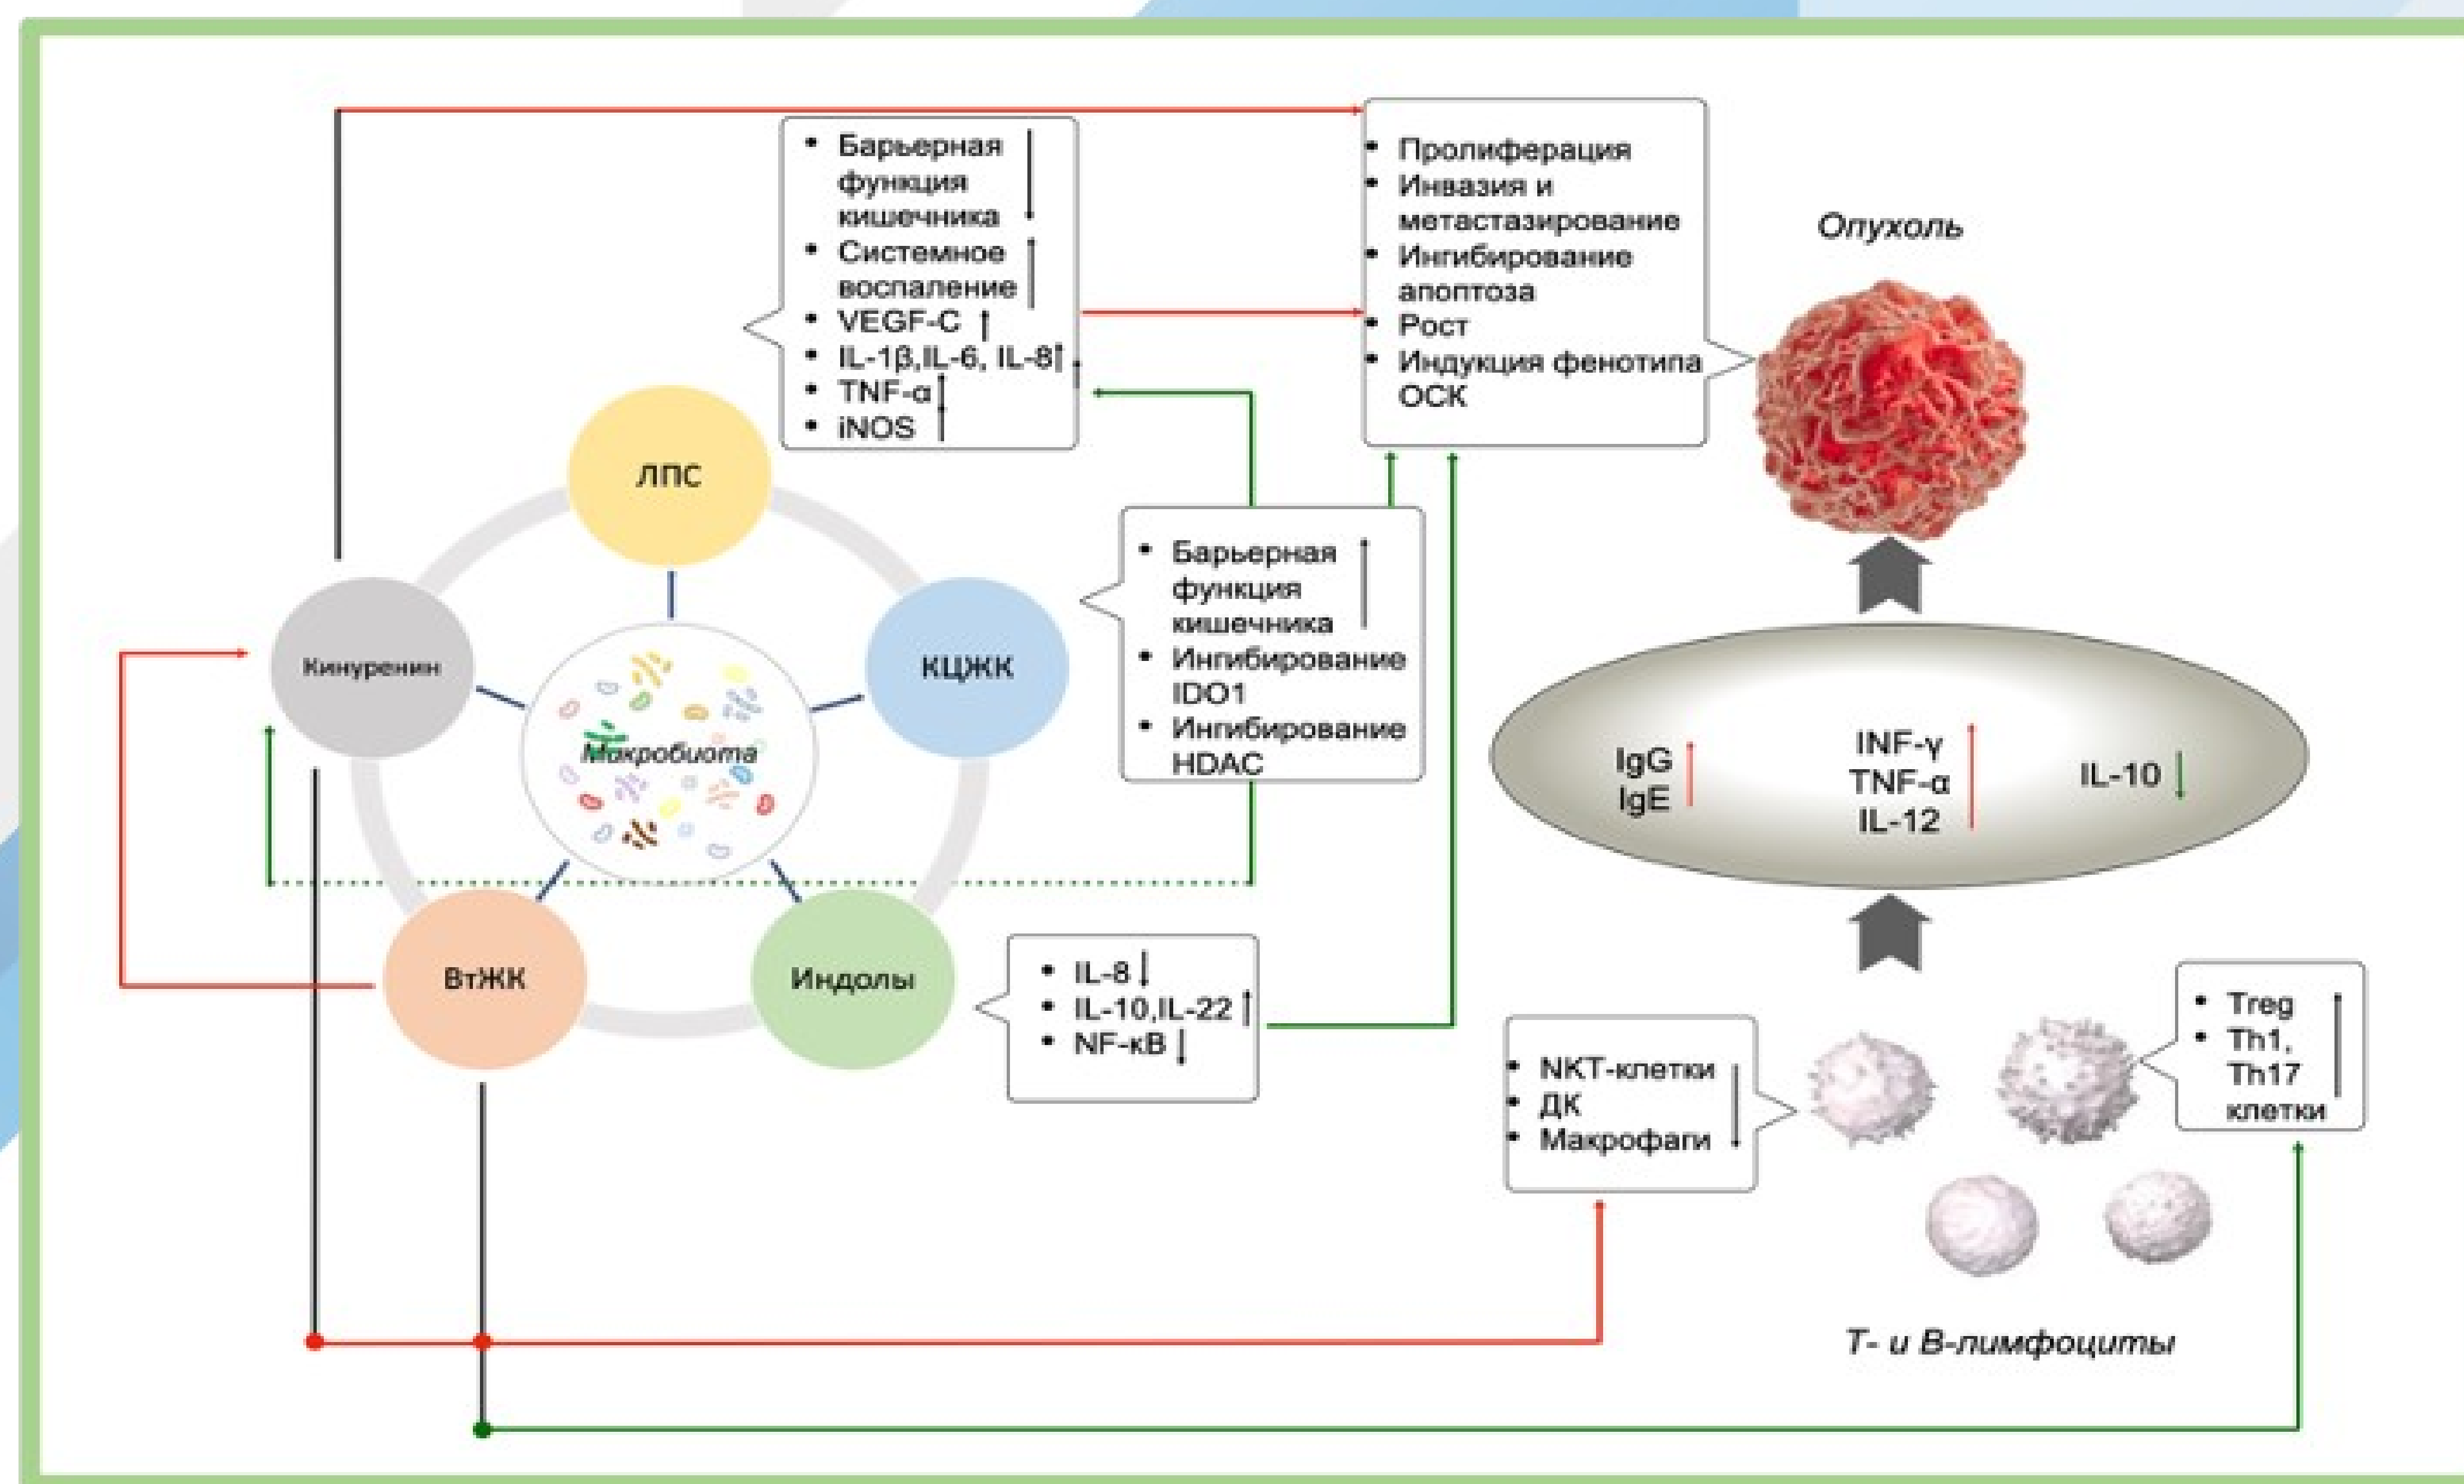 • Барьерная ↓
функция
кишечника
• Системное ↑
воспаление
• VEGF-C ↑
• IL-1β,IL-6, IL-8↑
• TNF-α↑
• iNOS ↑
• Пролиферация
• Инвазия и
метастазирование
• Ингибирование
апоптоза
• Рост
• Индукция фенотипа
ОСК
Опухоль
ЛПС
Кинуренин
КЦЖК
Микробиота
ВтЖК
Индолы
• Барьерная ↑
функция
кишечника
• Ингибирование
IDO1
• Ингибирование
HDAC
• IL-8↓
• IL-10,IL-22 ↑
• NF-κB ↓
IgG ↑
IgE
INF-γ ↑
TNF-α
IL-12
IL-10 ↓
• NKT-клетки ↓
• ДК
• Макрофаги
• Treg ↑
• Th1,
Th17
клетки
Т- и В-лимфоциты